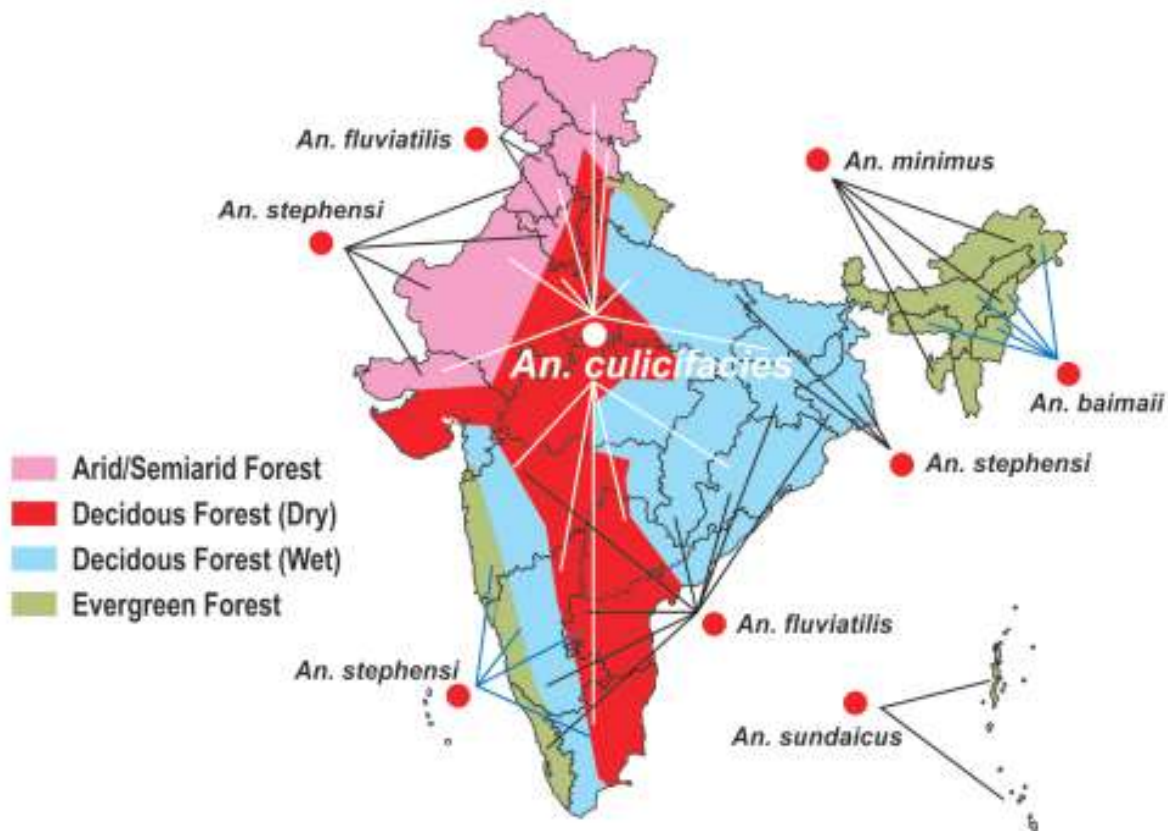 An. fluviatilis
An. minimus
An. stephensi
An. culicifacies
An. baimaii
An. stephensi
Arid/Semiarid Forest
Decidous Forest (Dry)
Decidous Forest (Wet)
Evergreen Forest
An. fluviatilis
An. stephensi
An. sundaicus